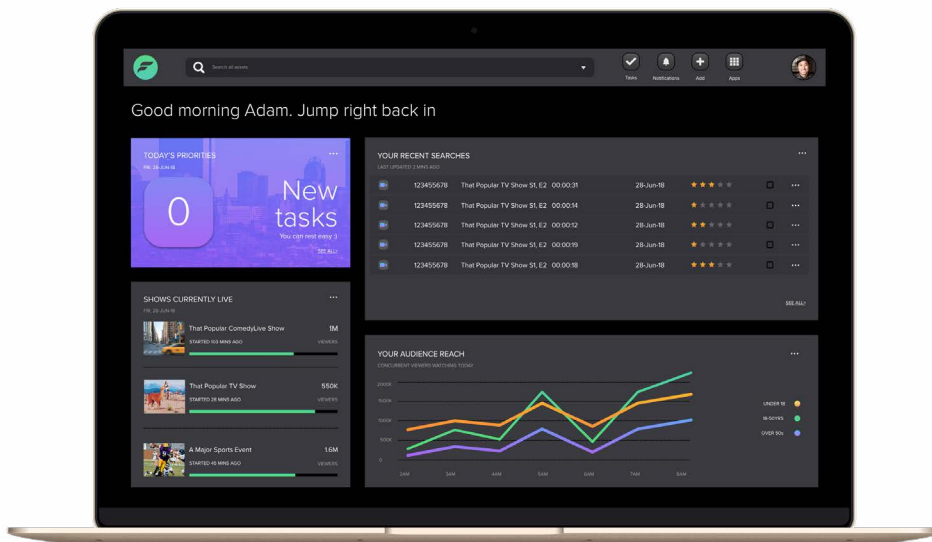 Search all assets
Tasks
Notifications
Add
Apps
Good morning Adam. Jump right back in
TODAY'S PRIORITIES
FRI, 28-JUN-18
0
New
tasks
You can rest easy :)
SEE ALL>
YOUR RECENT SEARCHES
LAST UPDATED 2 MINS AGO
123455678 That Popular TV Show S1, E2 00:00:31 28-Jun-18
123455678 That Popular TV Show S1, E2 00:00:14 28-Jun-18
123455678 That Popular TV Show S1, E2 00:00:12 28-Jun-18
123455678 That Popular TV Show S1, E2 00:00:19 28-Jun-18
123455678 That Popular TV Show S1, E2 00:00:18 28-Jun-18
SEE ALL>
SHOWS CURRENTLY LIVE
FRI, 28-JUN-18
That Popular ComedyLive Show 1M
STARTED 103 MINS AGO VIEWERS
That Popular TV Show 550K
STARTED 28 MINS AGO VIEWERS
A Major Sports Event 1.6M
STARTED 45 MINS AGO VIEWERS
YOUR AUDIENCE REACH
CONCURRENT VIEWERS WATCHING TODAY
2000K
1500K
1000K
500K
0
2AM 3AM 4AM 5AM 6AM 7AM 8AM
UNDER 18
18-50YRS
OVER 50s